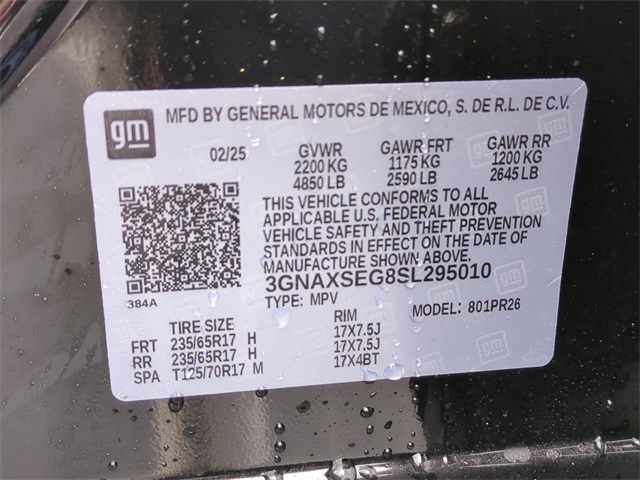 gm
MFD BY GENERAL MOTORS DE MEXICO, S. DE R.L. DE C.V.
02/25 GVWR GAWR FRT GAWR RR
2200 KG 1175 KG 1200 KG
4850 LB 2590 LB 2645 LB
THIS VEHICLE CONFORMS TO ALL
APPLICABLE U.S. FEDERAL MOTOR
VEHICLE SAFETY AND THEFT PREVENTION
STANDARDS IN EFFECT ON THE DATE OF
MANUFACTURE SHOWN ABOVE.
3GNAXSEG8SL295010
384A
TYPE: MPV MODEL: 801PR26
TIRE SIZE RIM
FRT 235/65R17 H 17X7.5J
RR 235/65R17 H 17X7.5J
SPA T125/70R17 M 17X4BT